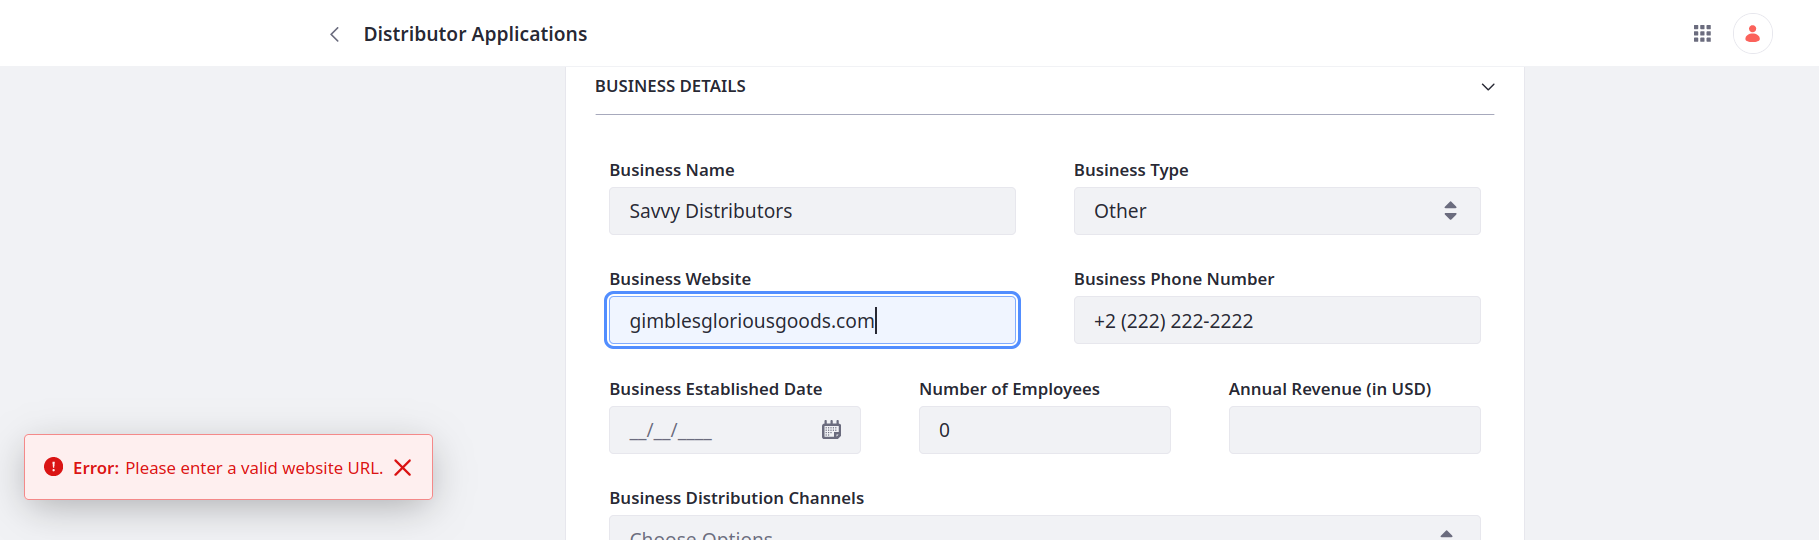 Distributor Applications
BUSINESS DETAILS
Business Name
Business Type
Savvy Distributors
Other
Business Website
Business Phone Number
gimblesgloriousgoods.com
+2 (222) 222-2222
Business Established Date
Number of Employees
Annual Revenue (in USD)
__/__/____
0
Error: Please enter a valid website URL.
Business Distribution Channels
Choose Options